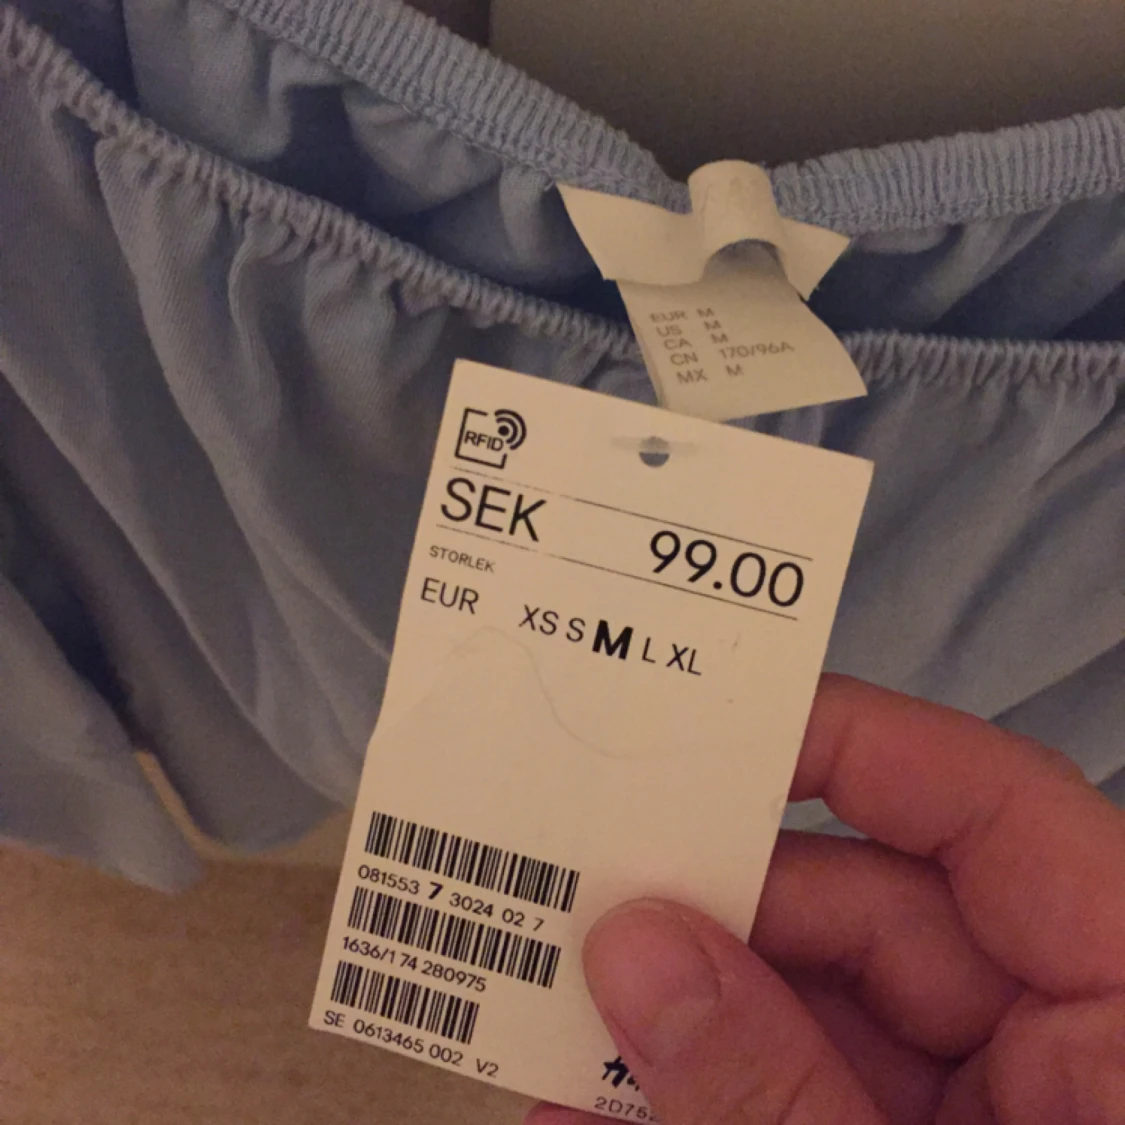 EUR M
US M
CA M
CN 170/96A
MX M
RFID
SEK 99.00
STORLEK
EUR XS S M L XL
081553 7 3024 02 7
1636/1 74 280975
SE 0613465 002 V2